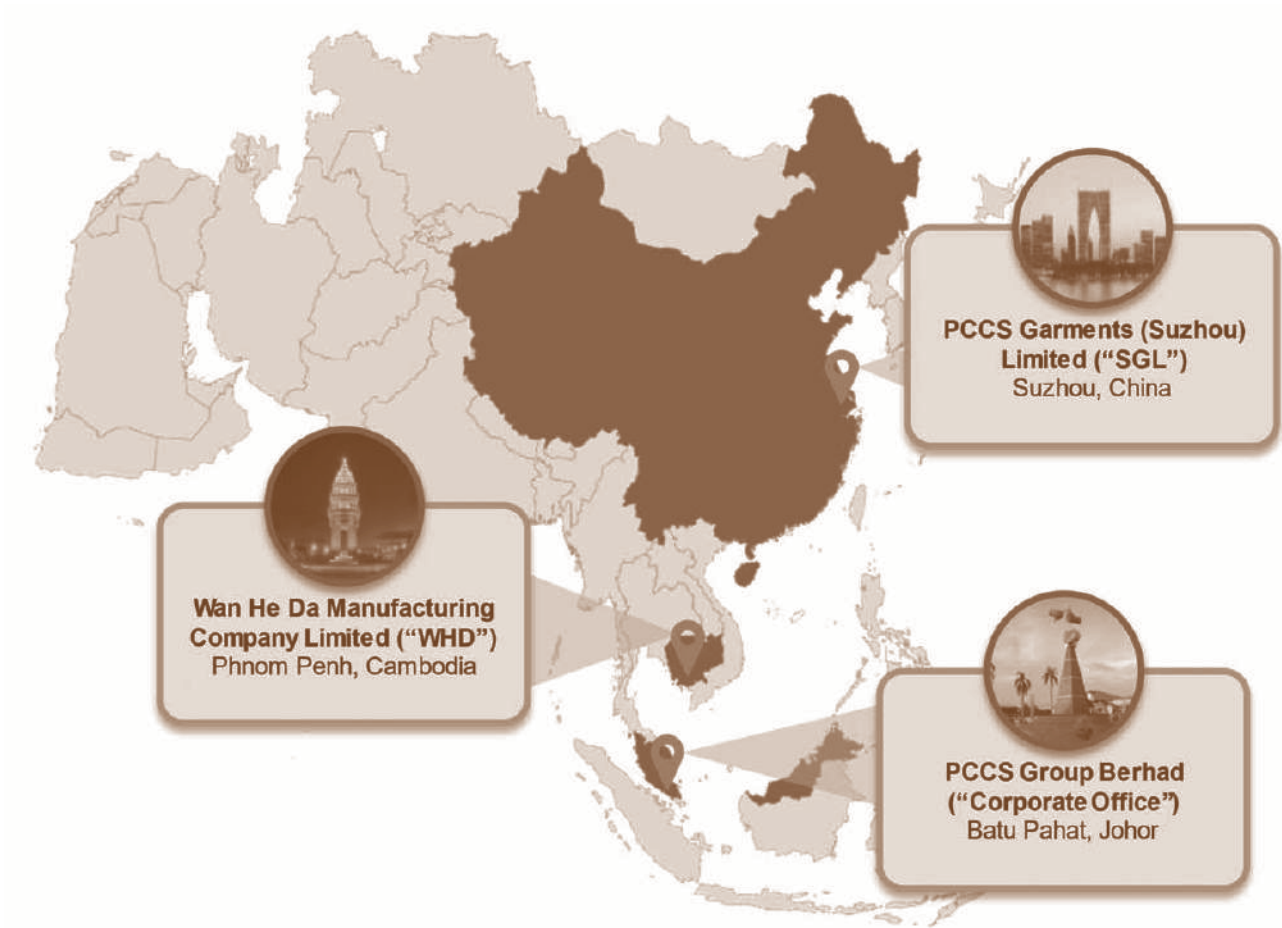 PCCS Garments (Suzhou)
Limited (“SGL”)
Suzhou, China
Wan He Da Manufacturing
Company Limited (“WHD”)
Phnom Penh, Cambodia
PCCS Group Berhad
(“Corporate Office”)
Batu Pahat, Johor